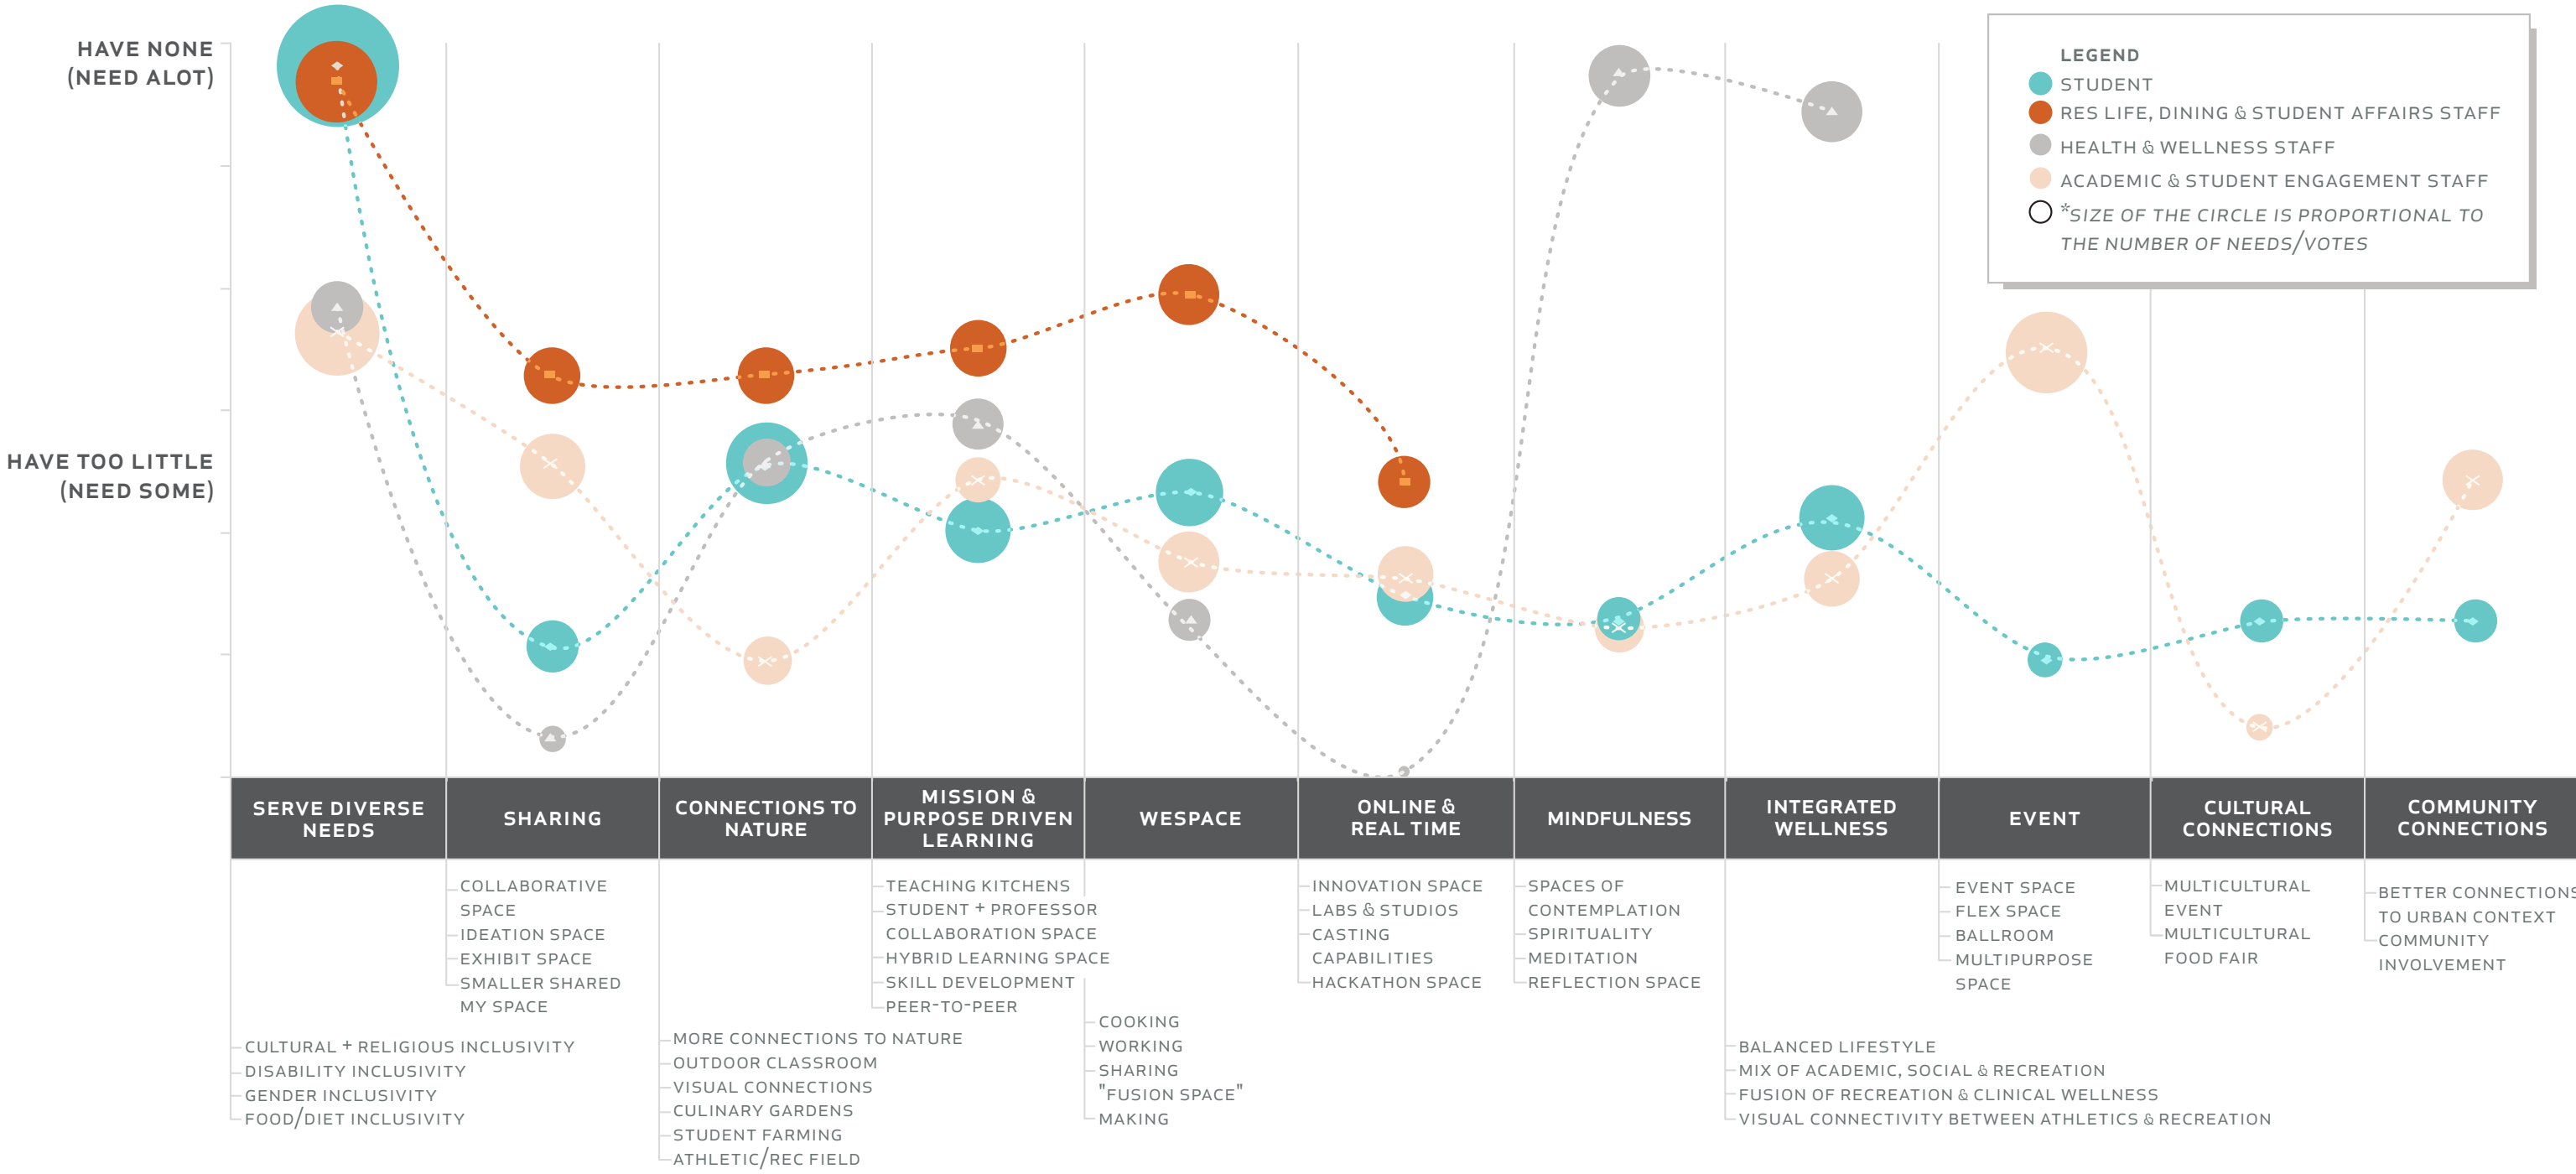 HAVE NONE
(NEED ALOT)
HAVE TOO LITTLE
(NEED SOME)
LEGEND
STUDENT
RES LIFE, DINING & STUDENT AFFAIRS STAFF
HEALTH & WELLNESS STAFF
ACADEMIC & STUDENT ENGAGEMENT STAFF
*SIZE OF THE CIRCLE IS PROPORTIONAL TO
THE NUMBER OF NEEDS/VOTES
SERVE DIVERSE
NEEDS
SHARING
CONNECTIONS TO
NATURE
MISSION &
PURPOSE DRIVEN
LEARNING
WESPACE
ONLINE &
REAL TIME
MINDFULNESS
INTEGRATED
WELLNESS
EVENT
CULTURAL
CONNECTIONS
COMMUNITY
CONNECTIONS
CULTURAL + RELIGIOUS INCLUSIVITY
DISABILITY INCLUSIVITY
GENDER INCLUSIVITY
FOOD/DIET INCLUSIVITY
COLLABORATIVE
SPACE
IDEATION SPACE
EXHIBIT SPACE
SMALLER SHARED
MY SPACE
MORE CONNECTIONS TO NATURE
OUTDOOR CLASSROOM
VISUAL CONNECTIONS
CULINARY GARDENS
STUDENT FARMING
ATHLETIC/REC FIELD
TEACHING KITCHENS
STUDENT + PROFESSOR
COLLABORATION SPACE
HYBRID LEARNING SPACE
SKILL DEVELOPMENT
PEER-TO-PEER
COOKING
WORKING
SHARING
"FUSION SPACE"
MAKING
INNOVATION SPACE
LABS & STUDIOS
CASTING
CAPABILITIES
HACKATHON SPACE
SPACES OF
CONTEMPLATION
SPIRITUALITY
MEDITATION
REFLECTION SPACE
BALANCED LIFESTYLE
MIX OF ACADEMIC, SOCIAL & RECREATION
FUSION OF RECREATION & CLINICAL WELLNESS
VISUAL CONNECTIVITY BETWEEN ATHLETICS & RECREATION
EVENT SPACE
FLEX SPACE
BALLROOM
MULTIPURPOSE
SPACE
MULTICULTURAL
EVENT
MULTICULTURAL
FOOD FAIR
BETTER CONNECTIONS
TO URBAN CONTEXT
COMMUNITY
INVOLVEMENT